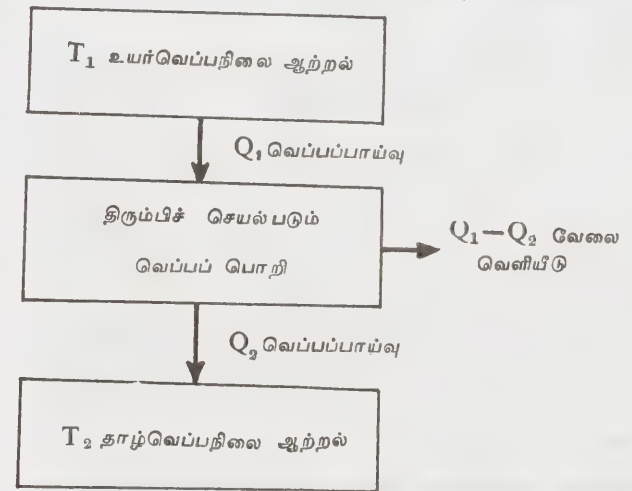 T₁ உயர்வெப்பநிலை ஆற்றல்
Q₁ வெப்பப்பாய்வு
திரும்பிச் செயல்படும்
வெப்பப் பொறி
Q₁—Q₂ வேலை
வெளியீடு
Q₂ வெப்பப்பாய்வு
T₂ தாழ்வெப்பநிலை ஆற்றல்